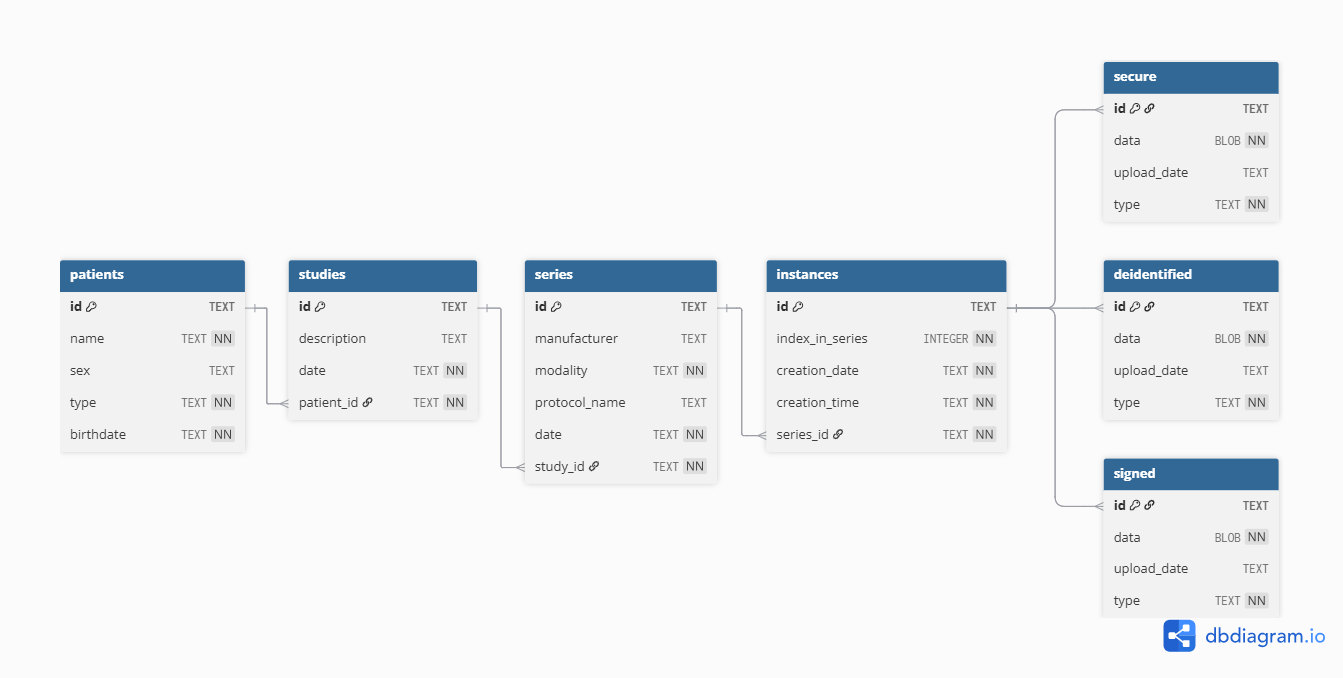 secure
id TEXT
data BLOB NN
upload_date TEXT
type TEXT NN
patients
id TEXT
name TEXT NN
sex TEXT
type TEXT NN
birthdate TEXT NN
studies
id TEXT
description TEXT
date TEXT NN
patient_id TEXT NN
series
id TEXT
manufacturer TEXT
modality TEXT NN
protocol_name TEXT
date TEXT NN
study_id TEXT NN
instances
id TEXT
index_in_series INTEGER NN
creation_date TEXT NN
creation_time TEXT NN
series_id TEXT NN
deidentified
id TEXT
data BLOB NN
upload_date TEXT
type TEXT NN
signed
id TEXT
data BLOB NN
upload_date TEXT
type TEXT NN
dbdiagram.io